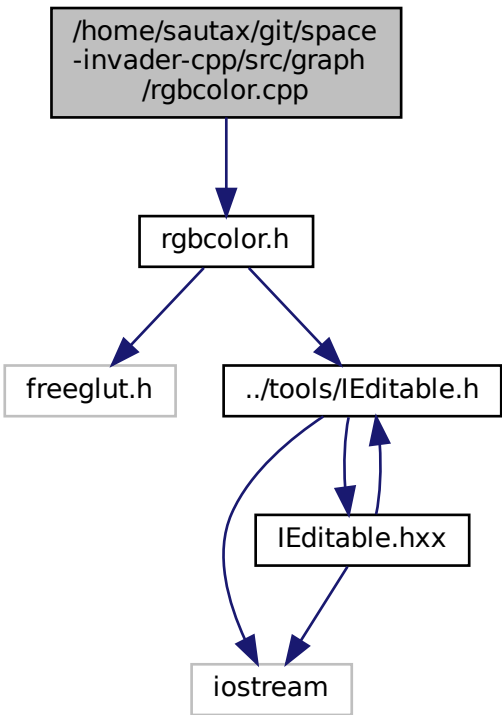 /home/sautax/git/space
-invader-cpp/src/graph
/rgbcolor.cpp
rgbcolor.h
freeglut.h
../tools/IEditable.h
IEditable.hxx
iostream